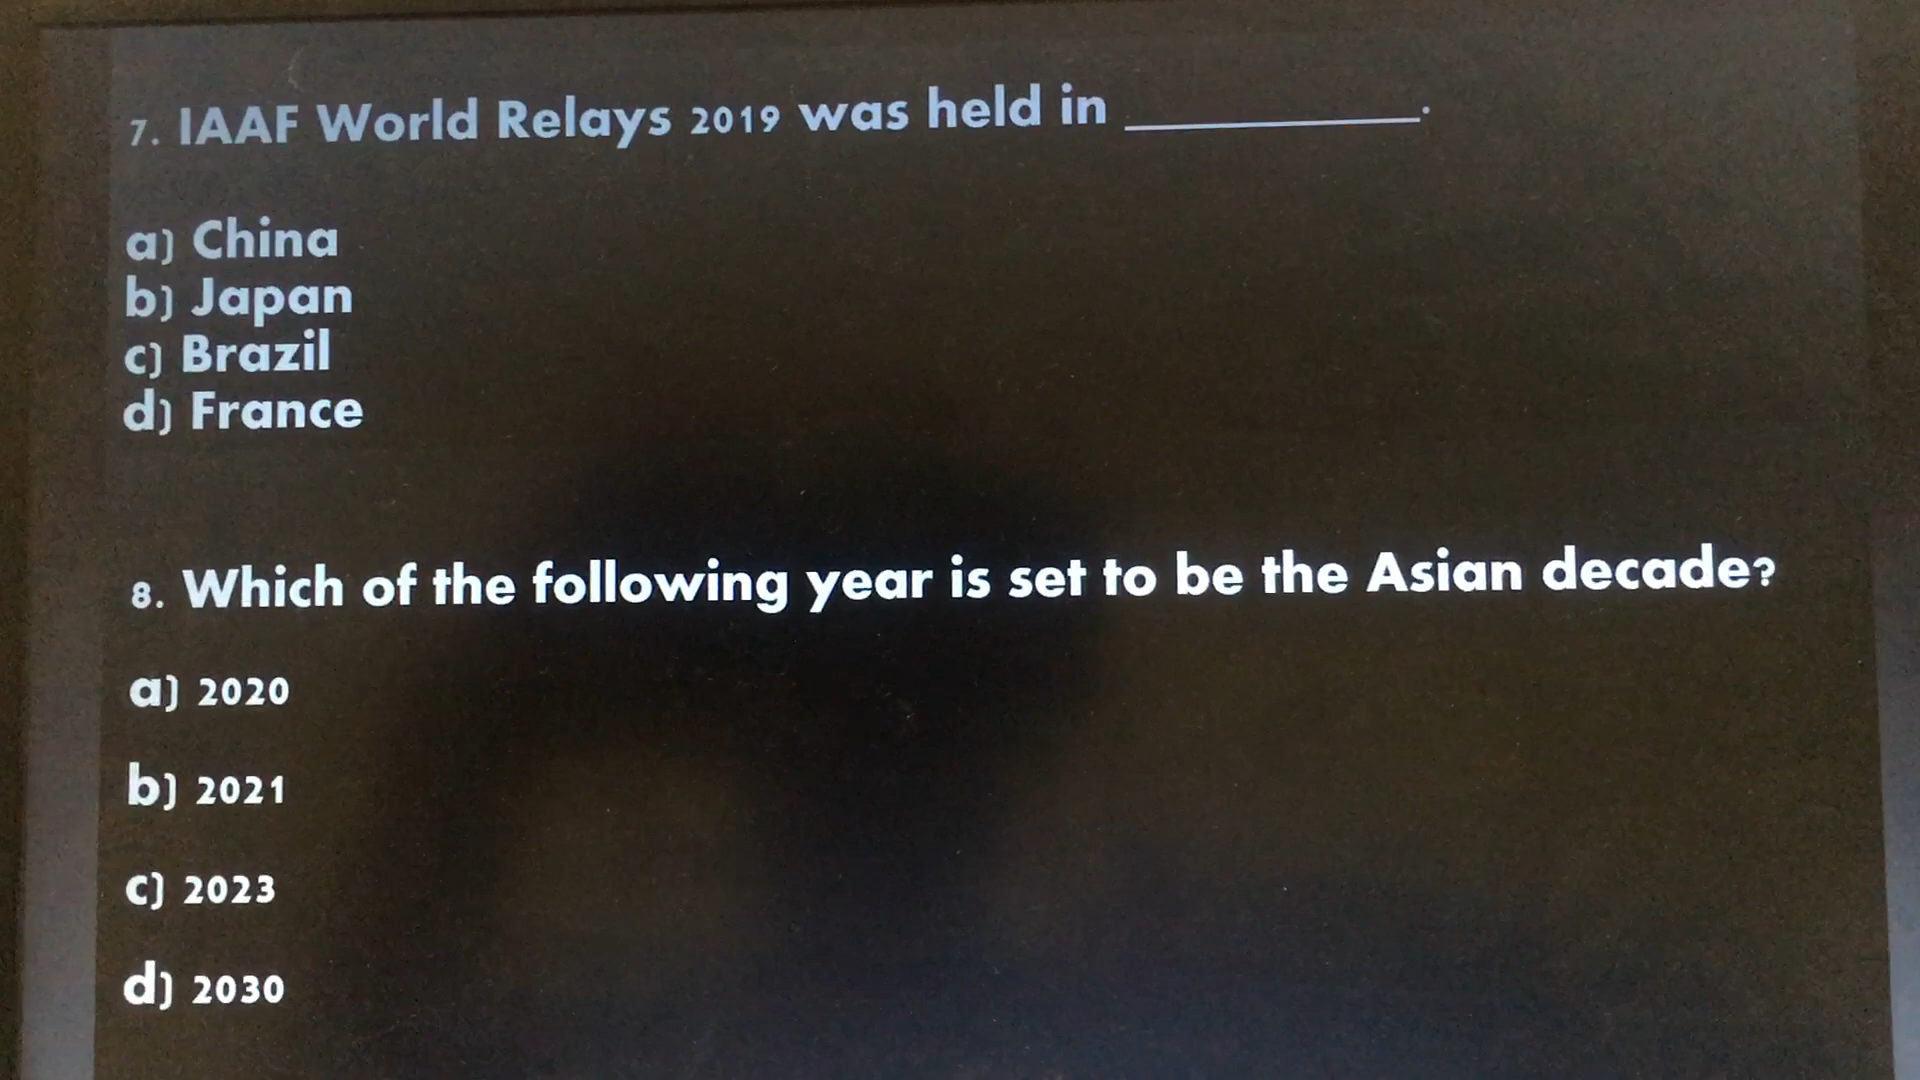 7. IAAF World Relays 2019 was held in __________.
a) China
b) Japan
c) Brazil
d) France
8. Which of the following year is set to be the Asian decade?
a) 2020
b) 2021
c) 2023
d) 2030